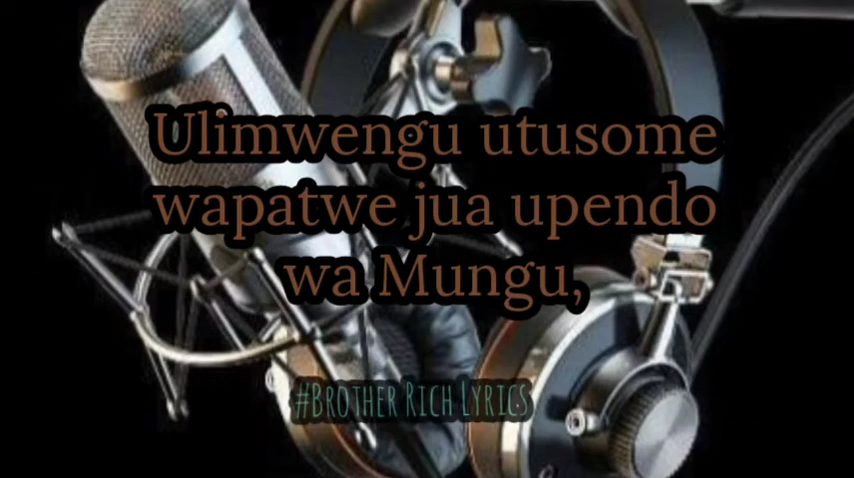 Ulimwengu utusome
wapatwe jua upendo
wa Mungu,
#Brother Rich Lyrics